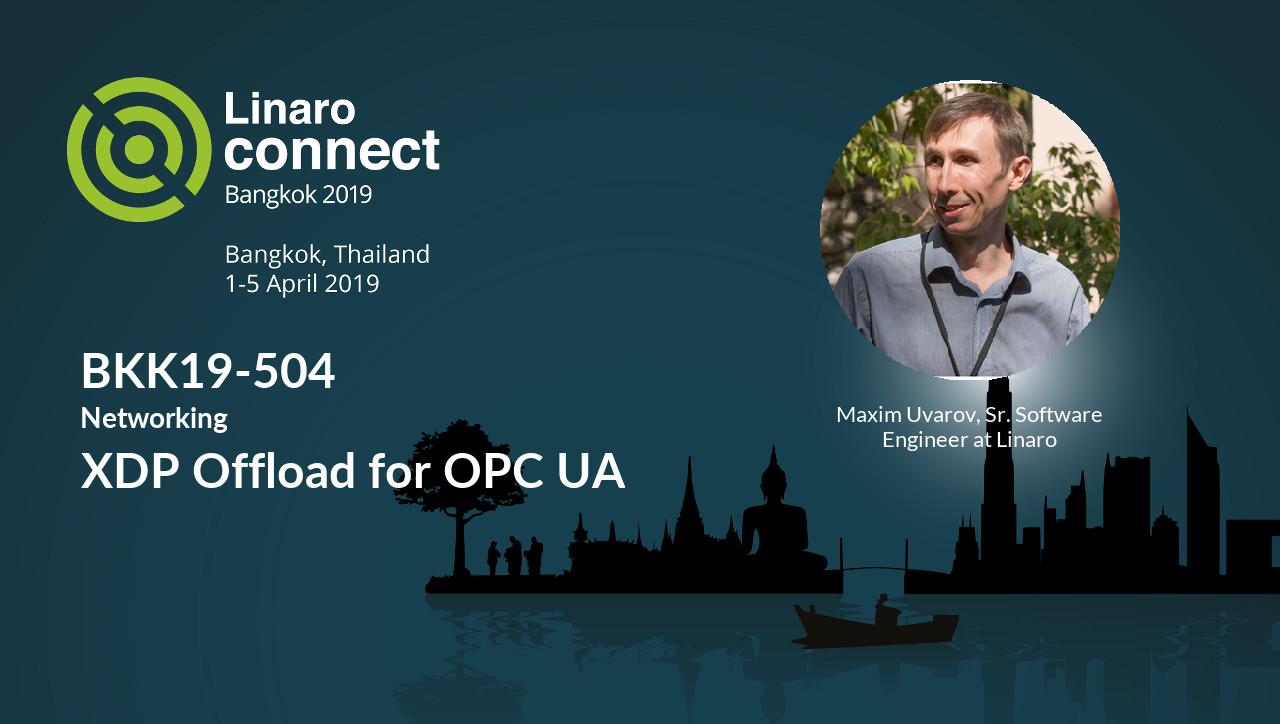 Linaro
connect
Bangkok 2019
Bangkok, Thailand
1-5 April 2019
BKK19-504
Networking
XDP Offload for OPC UA
Maxim Uvarov, Sr. Software
Engineer at Linaro